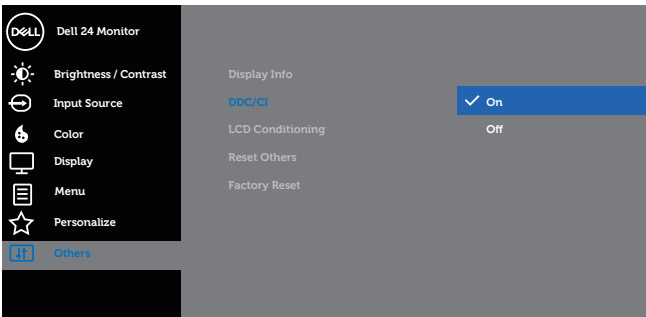 DELL
Dell 24 Monitor
Brightness / Contrast
Input Source
Color
Display
Menu
Personalize
Others
Display Info
DDC/CI
LCD Conditioning
Reset Others
Factory Reset
On
Off